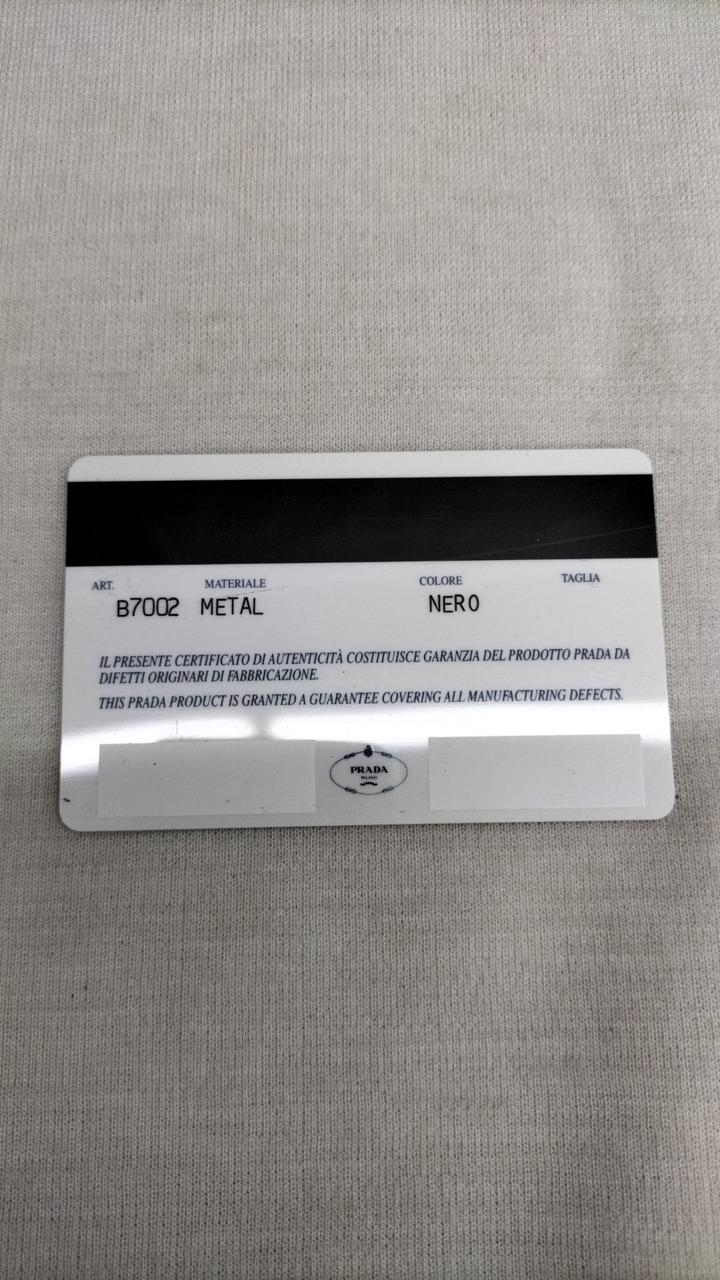 ART. MATERIALE COLORE TAGLIA
B7002 METAL NERO
IL PRESENTE CERTIFICATO DI AUTENTICITÀ COSTITUISCE GARANZIA DEL PRODOTTO PRADA DA
DIFETTI ORIGINARI DI FABBRICAZIONE.
THIS PRADA PRODUCT IS GRANTED A GUARANTEE COVERING ALL MANUFACTURING DEFECTS.
PRADA
MILANO